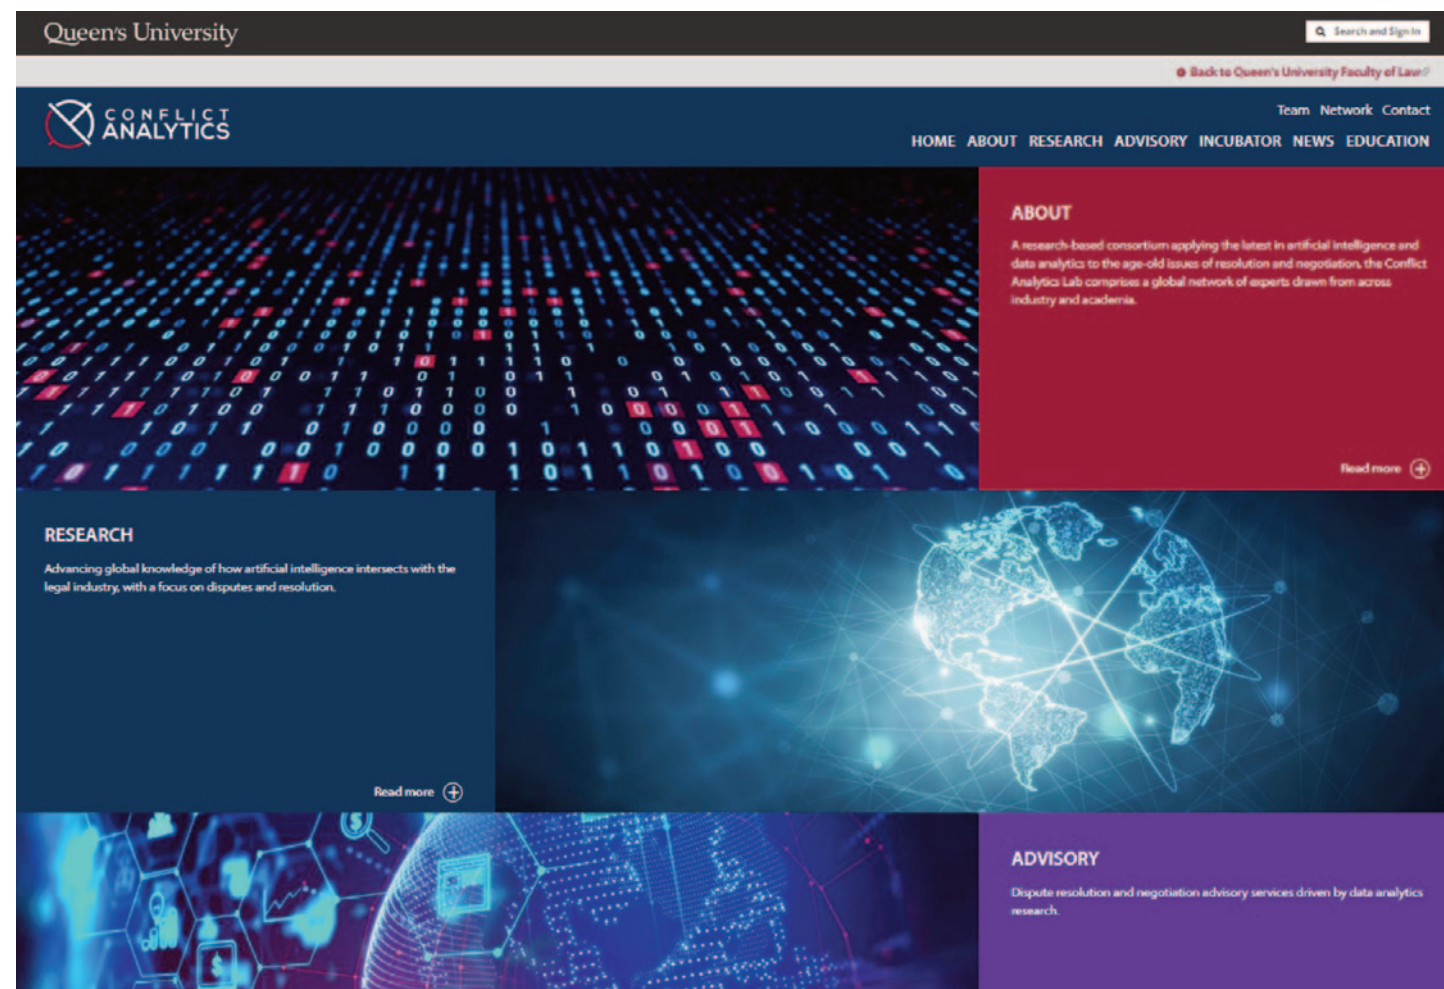 Queen's University
Search and Sign In
Back to Queen's University Faculty of Law
CONFLICT
ANALYTICS
Team Network Contact
HOME ABOUT RESEARCH ADVISORY INCUBATOR NEWS EDUCATION
ABOUT
A research-based consortium applying the latest in artificial intelligence and
data analytics to the age-old issues of resolution and negotiation, the Conflict
Analytics Lab comprises a global network of experts drawn from across
industry and academia.
Read more
RESEARCH
Advancing global knowledge of how artificial intelligence intersects with the
legal industry, with a focus on disputes and resolution.
Read more
ADVISORY
Dispute resolution and negotiation advisory services driven by data analytics
research.